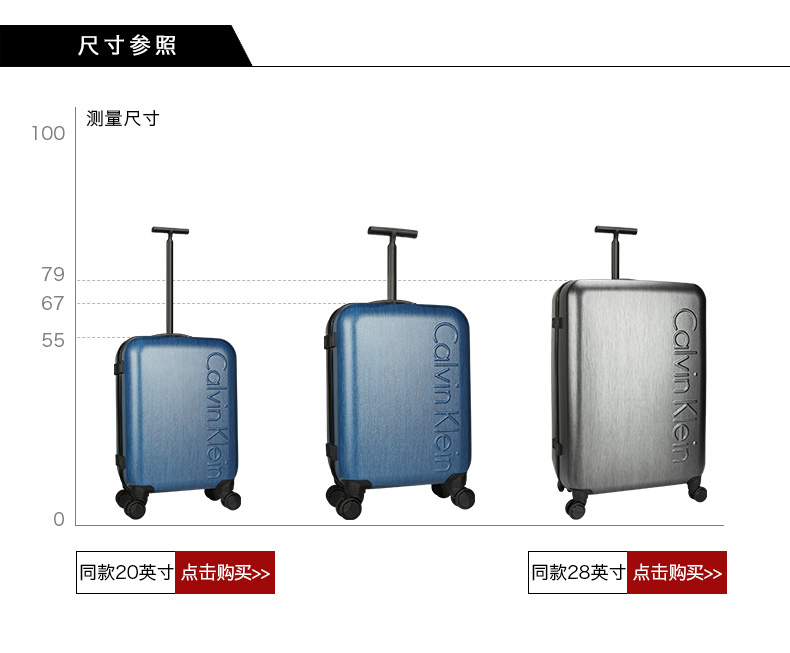 尺寸参照
测量尺寸
100
79
67
55
0
Calvin Klein
Calvin Klein
Calvin Klein
同款20英寸 点击购买>>
同款28英寸 点击购买>>